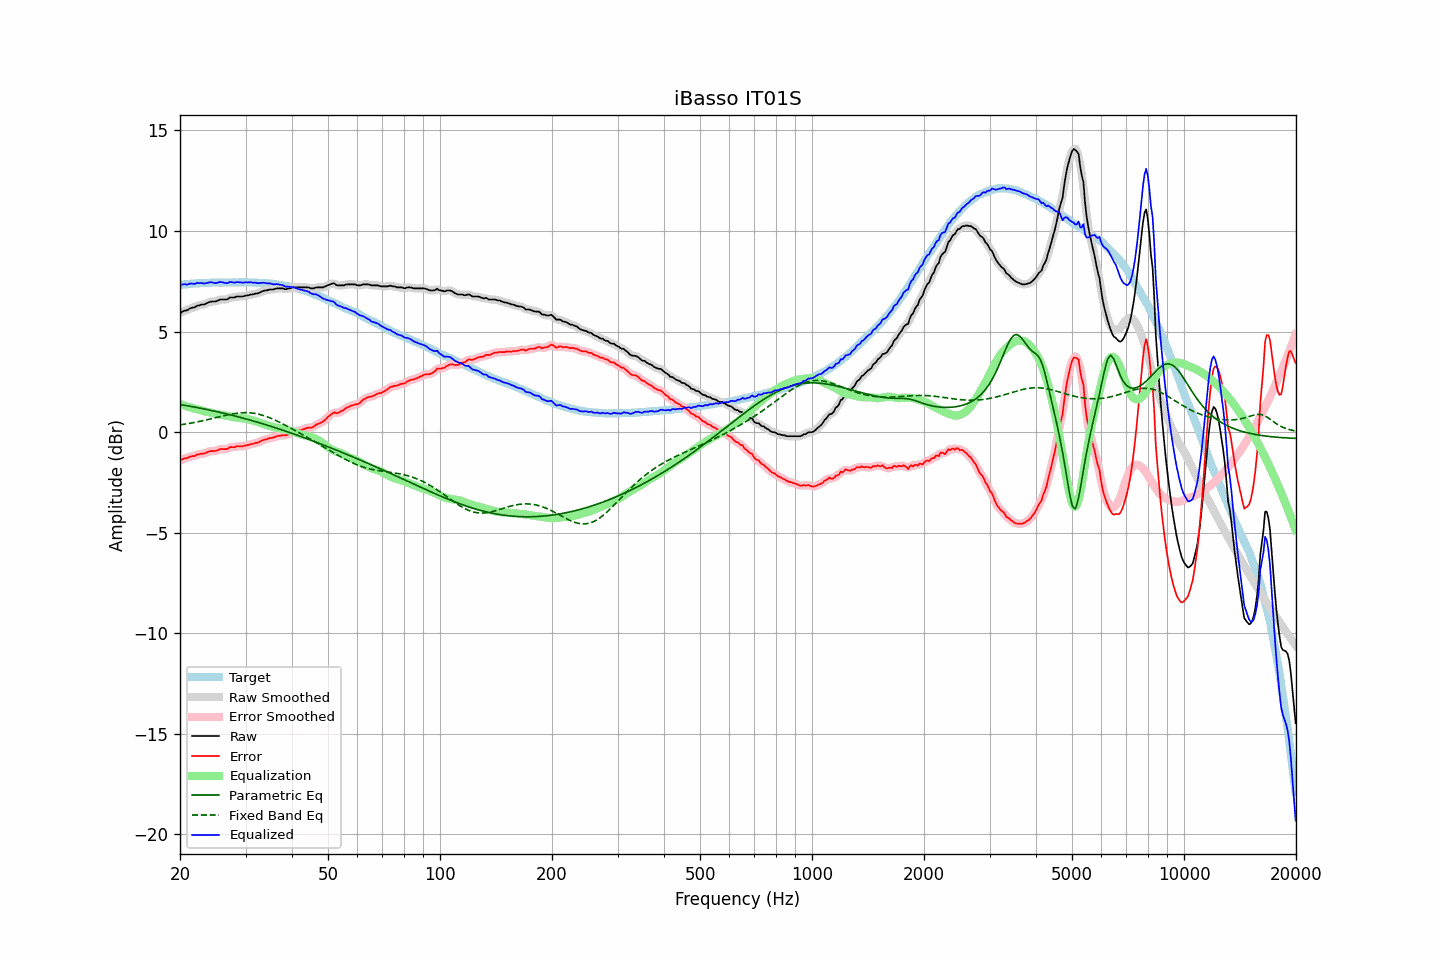 iBasso IT01S
Amplitude (dBr)
15
10
5
0
−5
−10
−15
−20
Target
Raw Smoothed
Error Smoothed
Raw
Error
Equalization
Parametric Eq
Fixed Band Eq
Equalized
20 50 100 200 500 1000 2000 5000 10000 20000
Frequency (Hz)